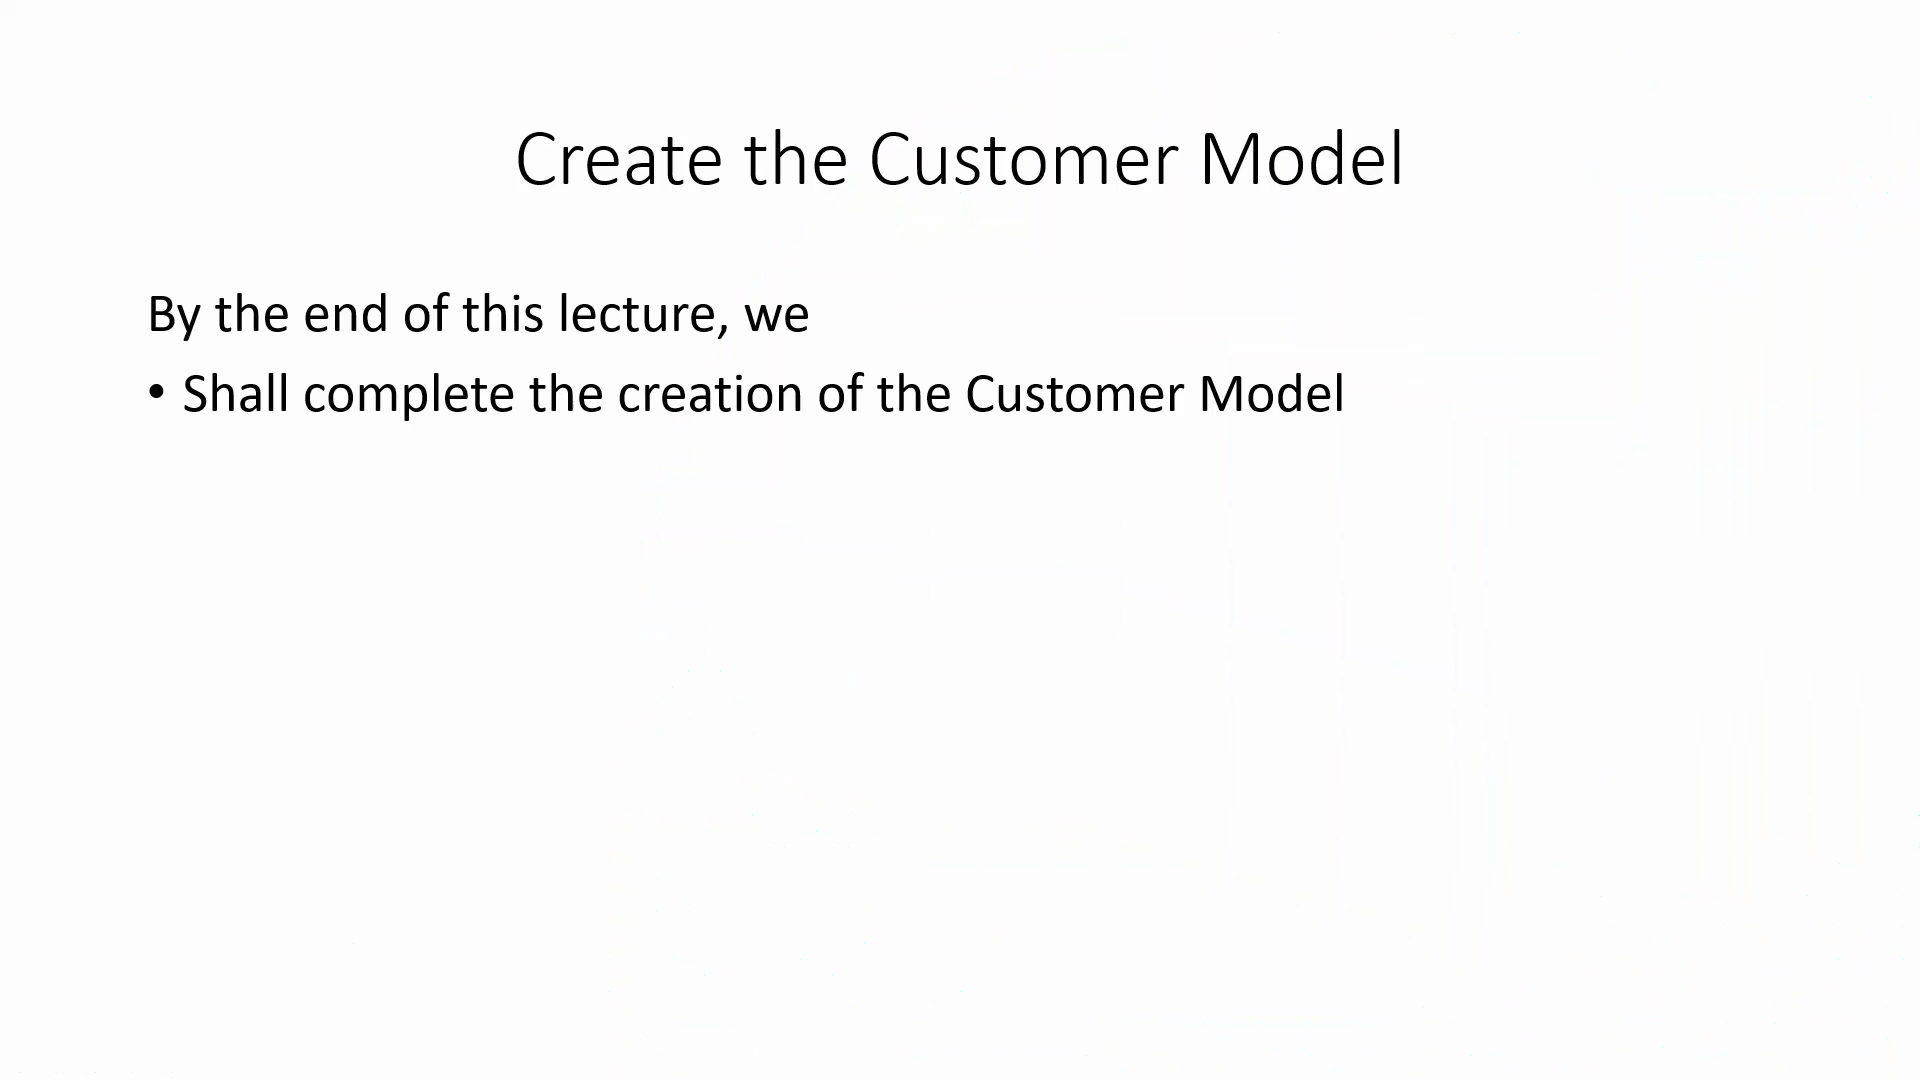 Create the Customer Model
By the end of this lecture, we
• Shall complete the creation of the Customer Model